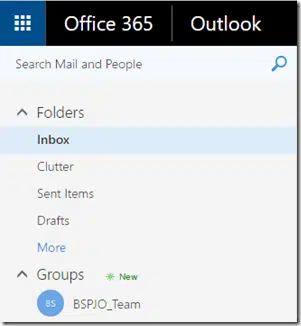 Office 365 Outlook
Search Mail and People
Folders
Inbox
Clutter
Sent Items
Drafts
More
Groups New
BS BSPJO_Team